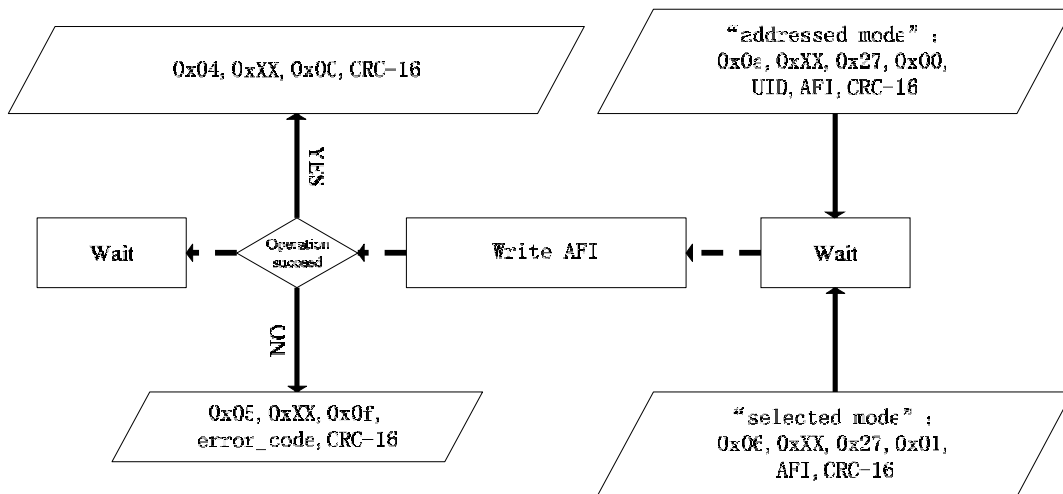 0x04, 0xXX, 0x00, CRC-16
“addressed mode” :
0x0e, 0xXX, 0x27, 0x00,
UID, AFI, CRC-16
YES
Wait
Operation
succeed
Write AFI
Wait
NO
0x05, 0xXX, 0x0f,
error_code, CRC-16
“selected mode” :
0x06, 0xXX, 0x27, 0x01,
AFI, CRC-16